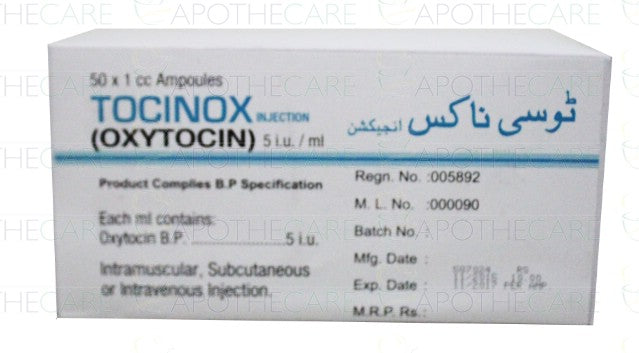 50 x 1 cc Ampoules
TOCINOX INJECTION
(OXYTOCIN) 5 i.u. / ml
ٹوسی ناکس انجیکشن
Product Complies B.P Specification
Each ml contains:
Oxytocin B.P. ........................5 i.u.
Intramuscular, Subcutaneous
or Intravenous Injection.
Regn. No. :005892
M. L. No. :000090
Batch No. :
Mfg. Date :
Exp. Date :
M.R.P. Rs.:
APOTHECARE